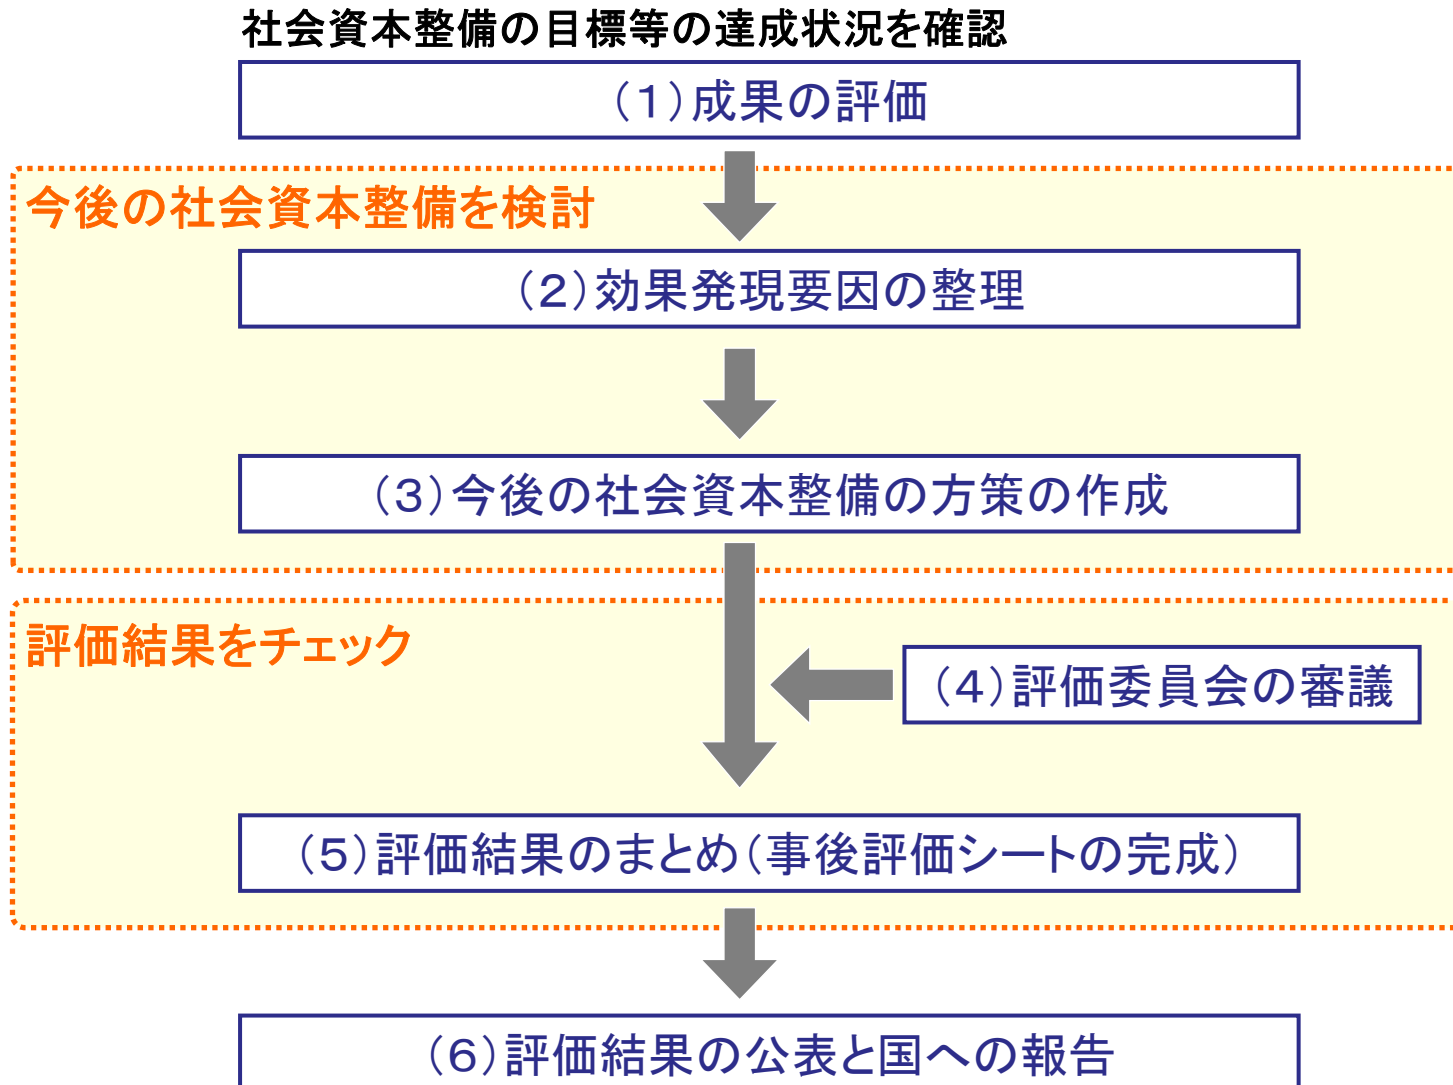 社会資本整備の目標等の達成状況を確認
（１）成果の評価
今後の社会資本整備を検討
（２）効果発現要因の整理
（３）今後の社会資本整備の方策の作成
評価結果をチェック
（４）評価委員会の審議
（５）評価結果のまとめ（事後評価シートの完成）
（６）評価結果の公表と国への報告